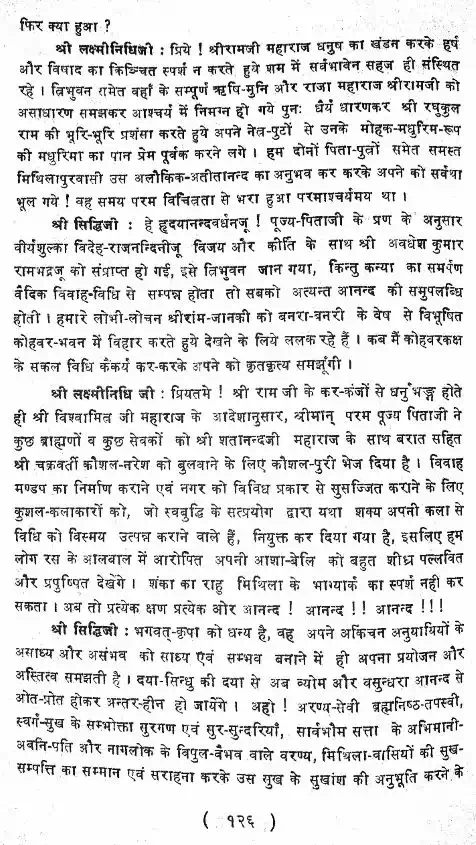 फिर क्या हुआ ?
श्री लक्ष्मीनिधिजी : प्रिये ! श्रीरामजी महाराज धनुष का खंडन करके हर्ष
और विषाद का किञ्चित स्पर्श न करते हुये शम में सर्वभावेन सहज ही संस्थित
रहे । त्रिभुवन समेत वहाँ के सम्पूर्ण ऋषि-मुनि और राजा महाराज श्रीरामजी को
असाधारण समझकर आश्चर्य में निमग्न हो गये पुनः धैर्य धारणकर श्री रघुकुल
राम की भूरि-भूरि प्रशंसा करते हुये अपने नेत्र-पुटों से उनके मोहक-मधुरिम-रूप
की मधुरिमा का पान प्रेम पूर्वक करने लगे । हम दोनों पिता-पुत्रों समेत समस्त
मिथिलापुरवासी उस अलौकिक-अतीतानन्द का अनुभव कर करके अपने को सर्वथा
भूल गये ! वह समय परम विचित्रता से भरा हुआ परमाश्चर्यमय था ।
श्री सिद्धिजी : हे हृदयानन्दवर्धनजू ! पूज्य-पिताजी के प्रण के अनुसार
वीर्यशुल्का विदेह-राजनन्दिनीजू विजय और कीर्ति के साथ श्री अवधेश कुमार
रामभद्रजू को संप्राप्त हो गई, इसे त्रिभुवन जान गया, किन्तु कन्या का समर्पण
वैदिक विवाह-विधि से सम्पन्न होता तो सबको अत्यन्त आनन्द की समुपलब्धि
होती । हमारे लोभी-लोचन श्रीराम-जानकी को बनरा-बनरी के वेष से विभूषित
कोहवर-भवन में विहार करते हुये देखने के लिये ललक रहे हैं । कब मैं कोहवरकक्ष
के सकल विधि कैंकर्य कर-करके अपने को कृतकृत्य समझूँगी ।
श्री लक्ष्मीनिधि जी : प्रियतमे ! श्री राम जी के कर-कंजों से धनुभङ्ग होते
ही श्री विश्वामित्र जी महाराज के आदेशानुसार, श्रीमान् परम पूज्य पिताजी ने
कुछ ब्राह्मणों व कुछ सेवकों को श्री शतानन्दजी महाराज के साथ बरात सहित
श्री चक्रवर्ती कौशल-नरेश को बुलवाने के लिए कौशल-पुरी भेज दिया है । विवाह
मण्डप का निर्माण कराने एवं नगर को विविध प्रकार से सुसज्जित कराने के लिए
कुशल-कलाकारों को, जो स्वबुद्धि के सत्प्रयोग द्वारा यथा शक्य अपनी कला से
विधि को विस्मय उत्पन्न कराने वाले हैं, नियुक्त कर दिया गया है, इसलिए हम
लोग रस के आलबाल में आरोपित अपनी आशा-बेलि को बहुत शीघ्र पल्लवित
और प्रपुष्पित देखेंगे । शंका का राहु मिथिला के भाग्यार्क का स्पर्श नही कर
सकता । अब तो प्रत्येक क्षण प्रत्येक ओर आनन्द ! आनन्द !! आनन्द !!!
श्री सिद्धिजी : भगवत्-कृपा को धन्य है, वह अपने अकिंचन अनुयायियों के
असाध्य और असंभव को साध्य एवं सम्भव बनाने में ही अपना प्रयोजन और
अस्तित्व समझती है । दया-सिन्धु की दया से अब व्योम और वसुन्धरा आनन्द से
ओत-प्रोत होकर अन्तर-हीन हो जायेंगे । अहो ! अरण्य-सेवी ब्रह्मनिष्ठ-तपस्वी,
स्वर्ग-सुख के सम्भोक्ता सुरगण एवं सुर-सुन्दरियाँ, सार्वभौम सत्ता के अभिमानी-
अवनि-पति और नागलोक के विपुल-वैभव वाले वरण्य, मिथिला-वासियों की सुख-
सम्पत्ति का सम्मान एवं सराहना करके उस सुख के सुखांश की अनुभूति करने के
( १२६ )